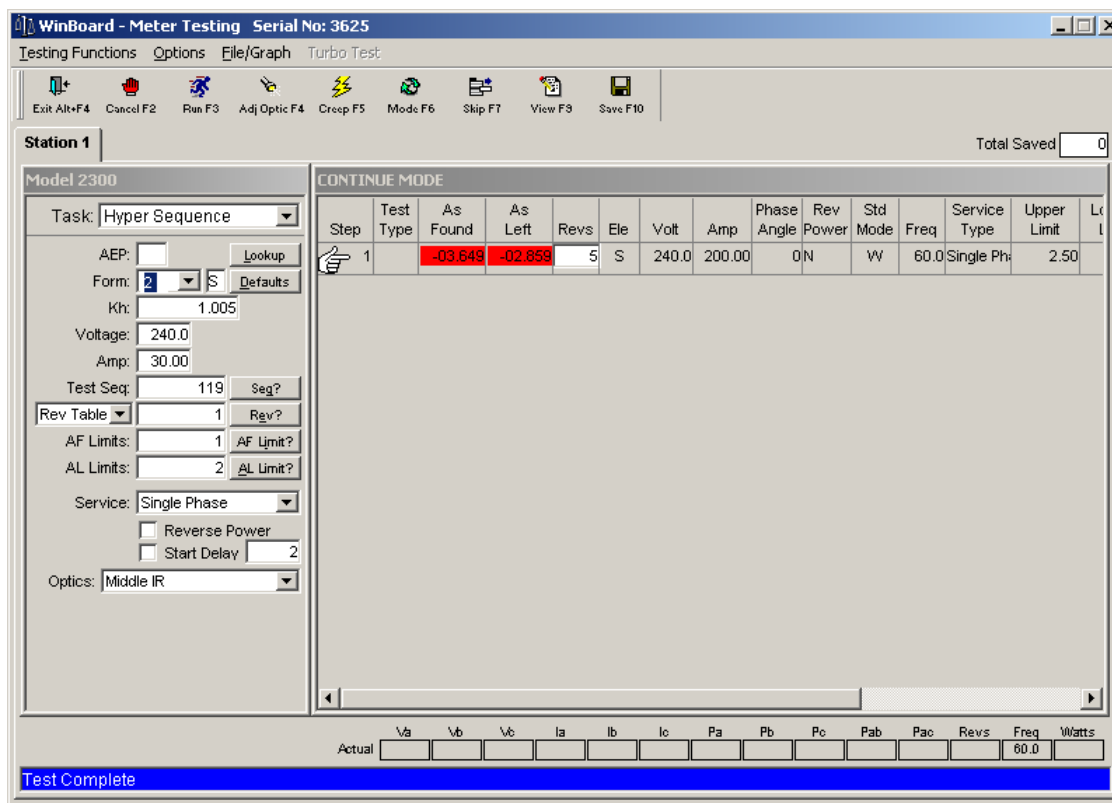 WinBoard - Meter Testing Serial No: 3625
Testing Functions Options File/Graph Turbo Test
Exit Alt+F4 Cancel F2 Run F3 Adj Optic F4 Creep F5 Mode F6 Skip F7 View F9 Save F10
Station 1
Total Saved 0
Model 2300
Task: Hyper Sequence
AEP: Lookup
Form: 2 S Defaults
Kh: 1.005
Voltage: 240.0
Amp: 30.00
Test Seq: 119 Seq?
Rev Table 1 Rev?
AF Limits: 1 AF Limit?
AL Limits: 2 AL Limit?
Service: Single Phase
Reverse Power
Start Delay 2
Optics: Middle IR
CONTINUE MODE
Step Test Type As Found As Left Revs Ele Volt Amp Phase Angle Rev Power Std Mode Freq Service Type Upper Limit
1 -03.649 -02.859 5 S 240.0 200.00 0 N W 60.0 Single Ph 2.50
Va Vb Vc Ia Ib Ic Pa Pb Pc Pab Pac Revs Freq Watts
Actual 60.0
Test Complete